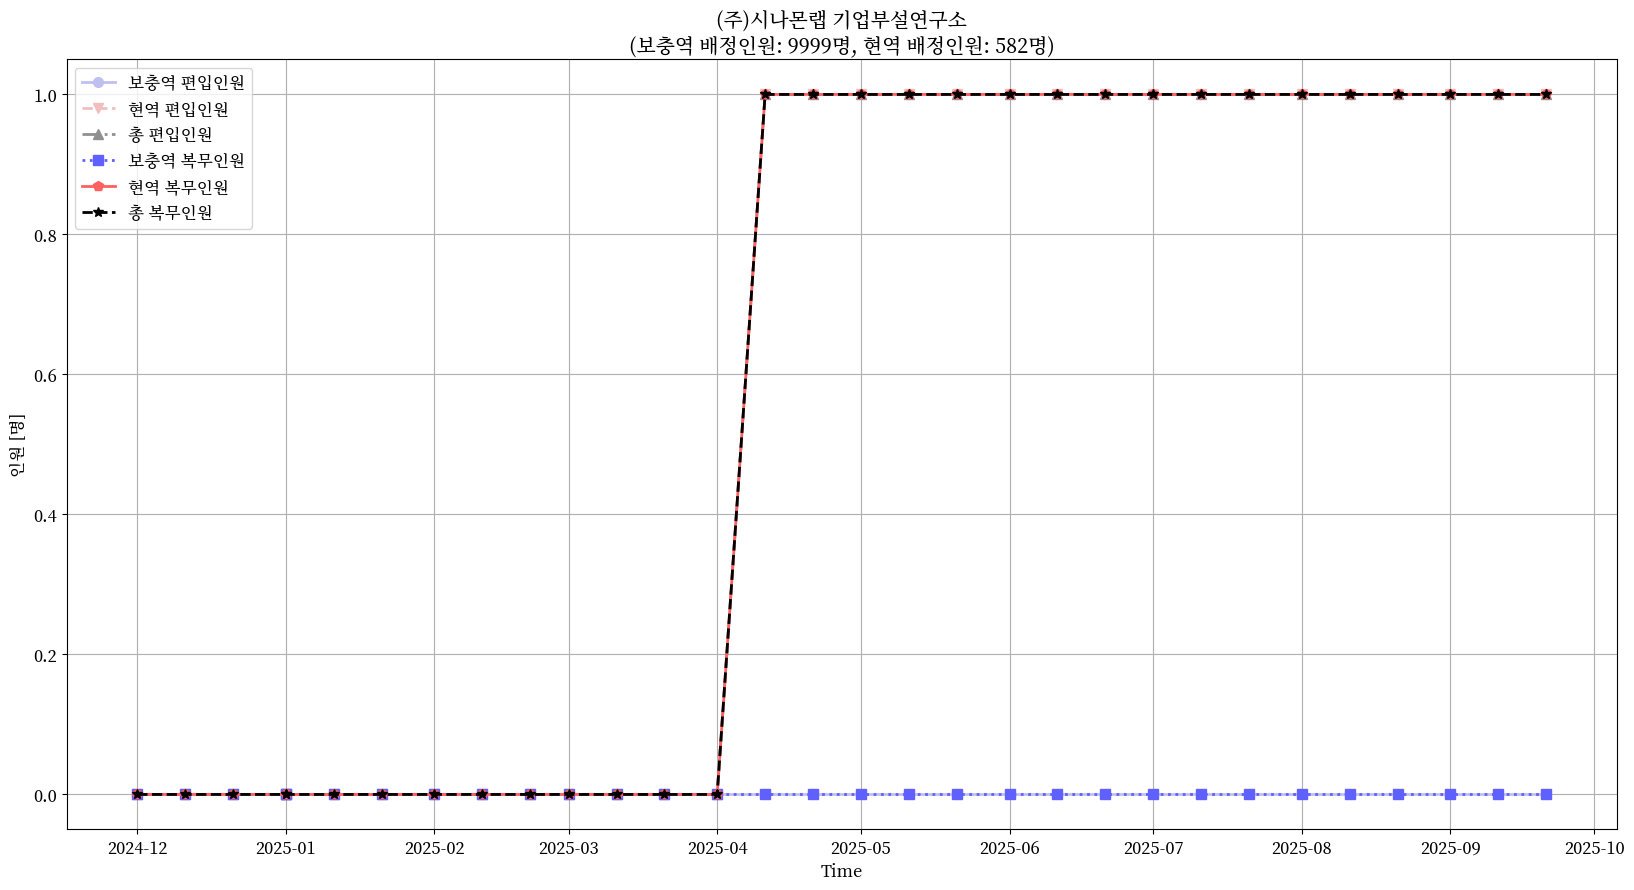 (주)시나몬랩 기업부설연구소
(보충역 배정인원: 9999명, 현역 배정인원: 582명)
보충역 편입인원
현역 편입인원
총 편입인원
보충역 복무인원
현역 복무인원
총 복무인원
1.0
0.8
0.6
0.4
0.2
0.0
인원 [명]
2024-12
2025-01
2025-02
2025-03
2025-04
2025-05
2025-06
2025-07
2025-08
2025-09
2025-10
Time